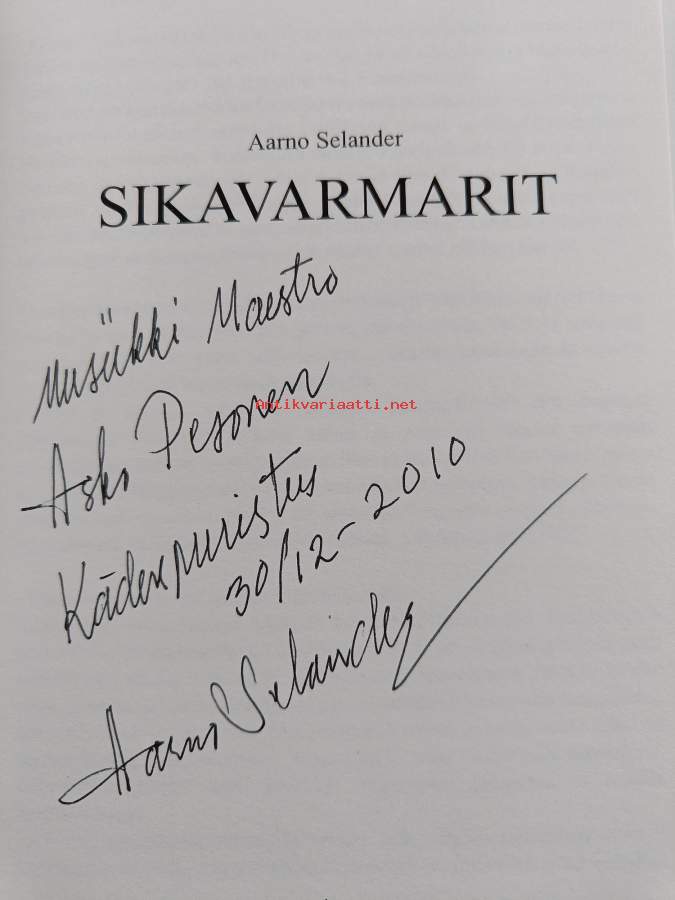 Aarno Selander
SIKAVARMARIT
Musiikki Maestro
Asko Pesonen
Antikvariaatti.net
Kädenpuristus
30/12-2010
Aarno Selander